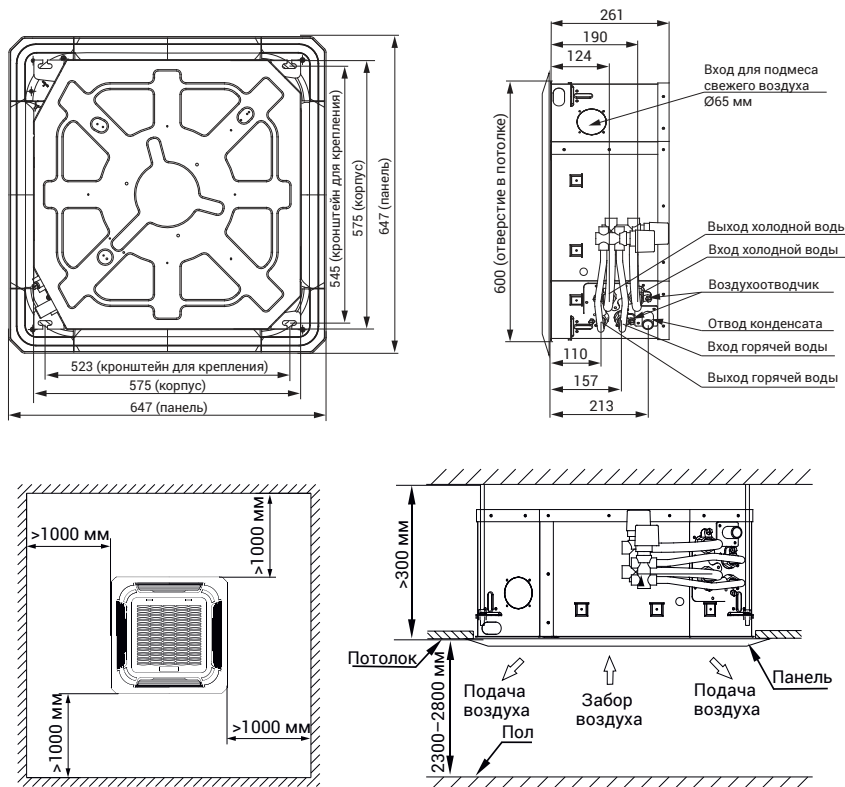 545 (кронштейн для крепления)
575 (корпус)
647 (панель)
523 (кронштейн для крепления)
575 (корпус)
647 (панель)
261
190
124
600 (отверстие в потолке)
Вход для подмеса
свежего воздуха
Ø65 мм
Выход холодной водь
Вход холодной воды
Воздухоотводчик
Отвод конденсата
Вход горячей воды
Выход горячей воды
110
157
213
>1000 мм
>1000 мм
>1000 мм
>1000 мм
>300 мм
2300–2800 мм
Потолок
Подача
воздуха
Забор
воздуха
Подача
воздуха
Панель
Пол